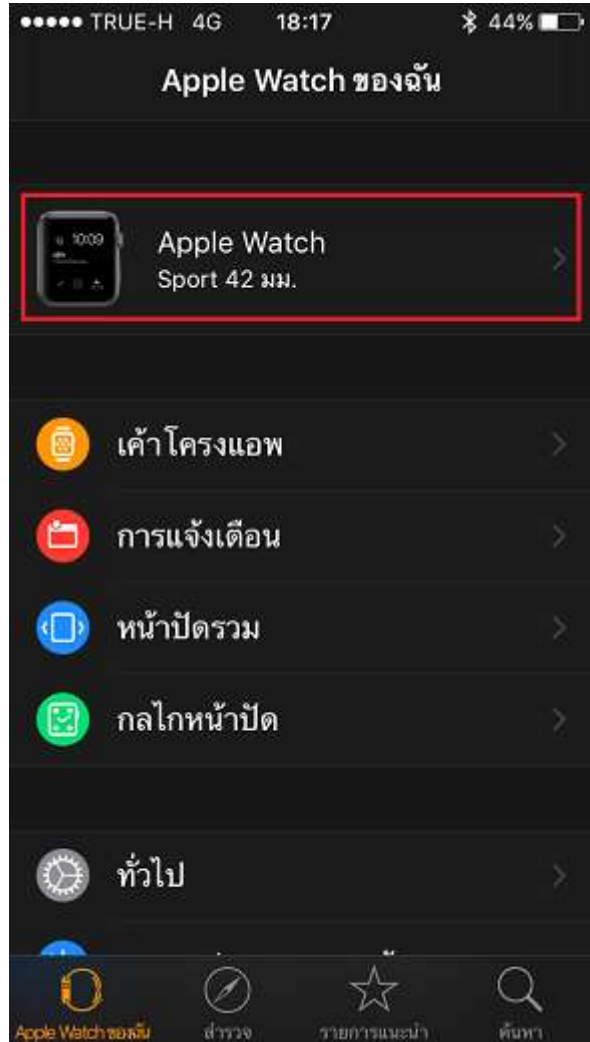 TRUE-H 4G 18:17 44%
Apple Watch ของฉัน
10:09
Apple Watch
Sport 42 มม.
เค้าโครงแอพ
การแจ้งเตือน
หน้าปัดรวม
กลไกหน้าปัด
ทั่วไป
Apple Watch ของฉัน สำรวจ รายการแนะนำ ค้นหา